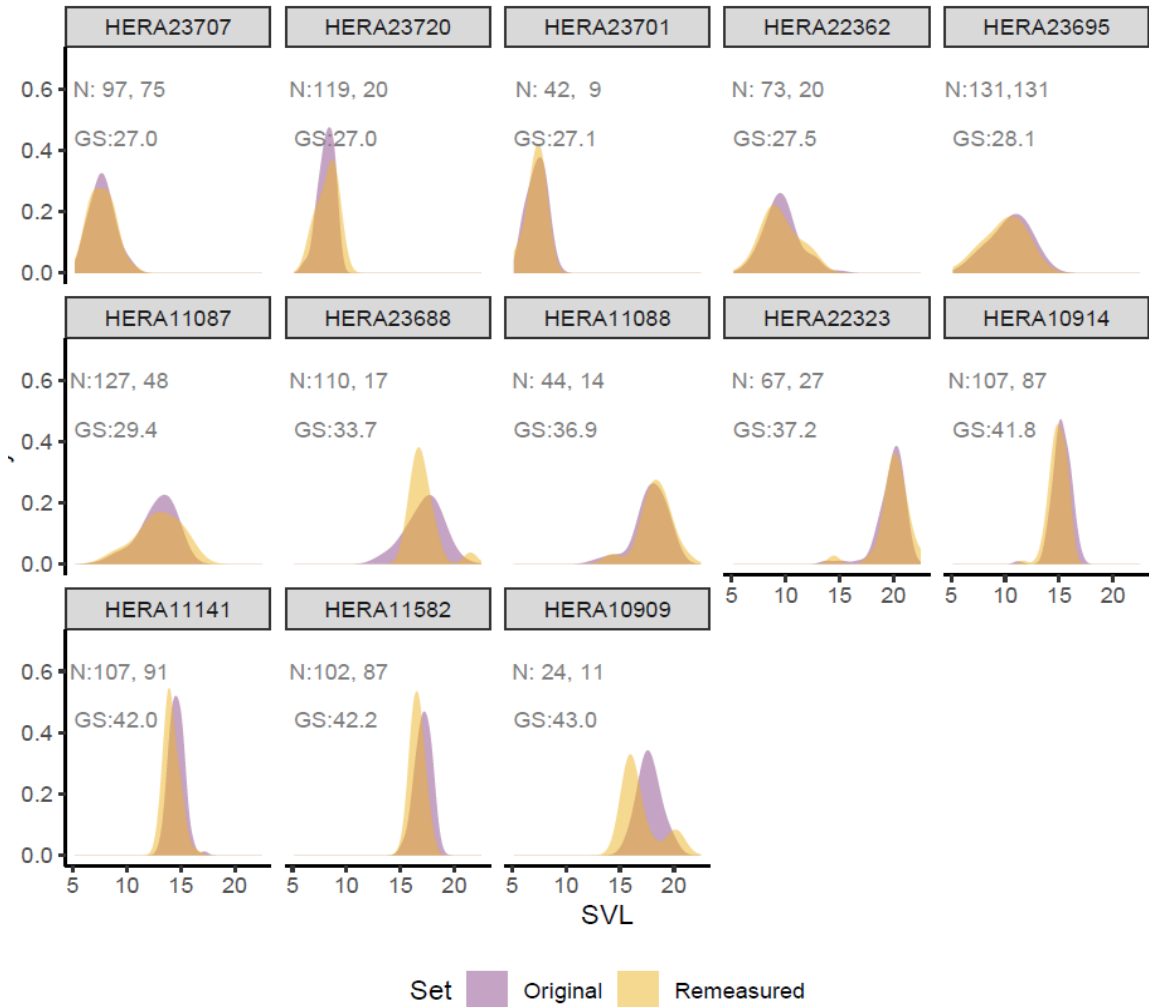 HERA23707 HERA23720 HERA23701 HERA22362 HERA23695
0.6 N: 97, 75 N:119, 20 N: 42, 9 N: 73, 20 N:131,131
GS:27.0 GS:27.0 GS:27.1 GS:27.5 GS:28.1
0.4
0.2
0.0
HERA11087 HERA23688 HERA11088 HERA22323 HERA10914
0.6 N:127, 48 N:110, 17 N: 44, 14 N: 67, 27 N:107, 87
GS:29.4 GS:33.7 GS:36.9 GS:37.2 GS:41.8
0.4
0.2
0.0
5 10 15 20 5 10 15 20
HERA11141 HERA11582 HERA10909
0.6 N:107, 91 N:102, 87 N: 24, 11
GS:42.0 GS:42.2 GS:43.0
0.4
0.2
0.0
5 10 15 20 5 10 15 20 5 10 15 20
SVL
Set Original Remeasured